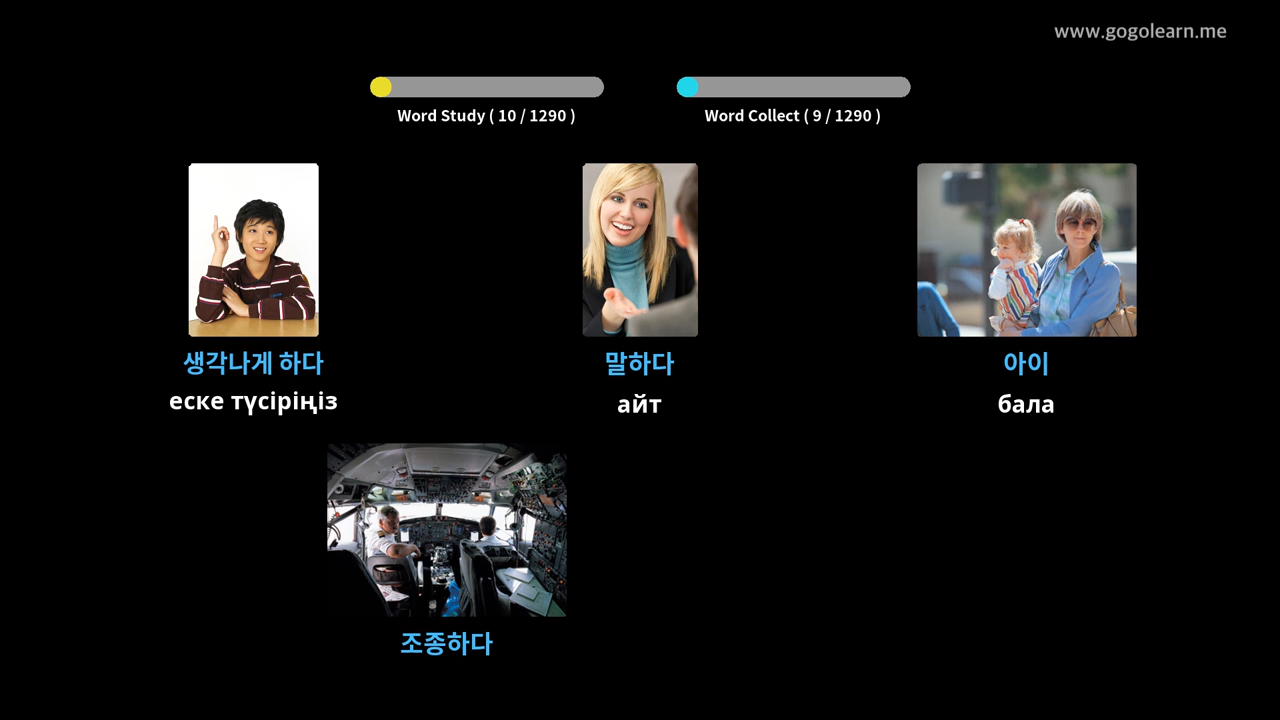 www.gogolearn.me
Word Study ( 10 / 1290 )
Word Collect ( 9 / 1290 )
생각나게 하다
말하다
아이
еске түсіріңіз
айт
бала
조종하다